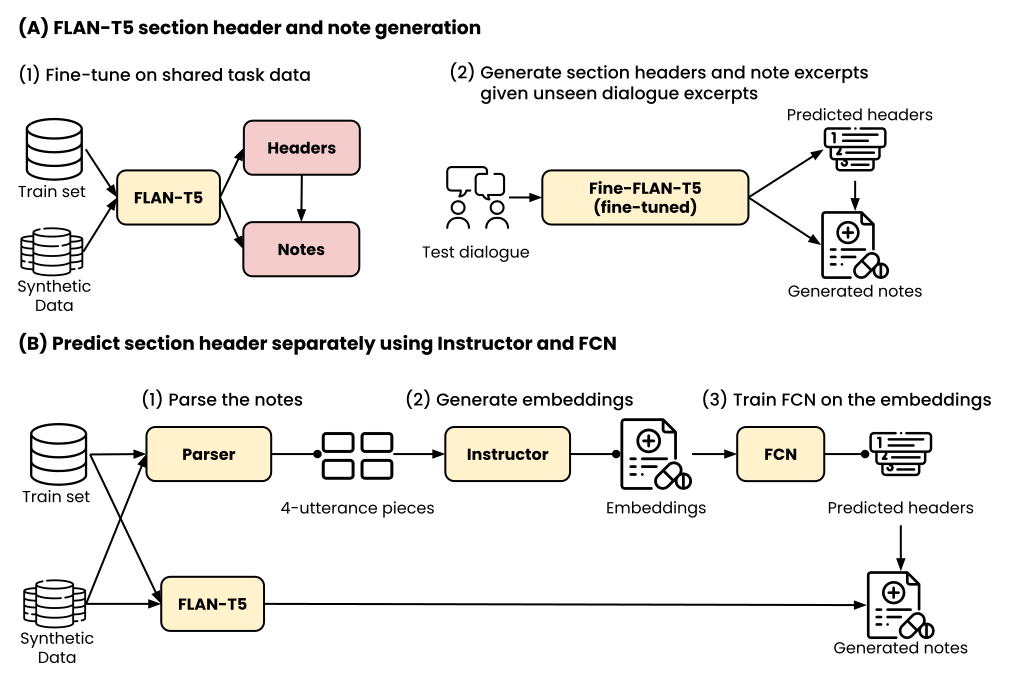 (A) FLAN-T5 section header and note generation
(1) Fine-tune on shared task data
(2) Generate section headers and note excerpts
given unseen dialogue excerpts
Train set
Synthetic
Data
FLAN-T5
Headers
Notes
Test dialogue
Fine-FLAN-T5
(fine-tuned)
Predicted headers
1
2
3
Generated notes
(B) Predict section header separately using Instructor and FCN
(1) Parse the notes
(2) Generate embeddings
(3) Train FCN on the embeddings
Train set
Parser
4-utterance pieces
Instructor
Embeddings
FCN
1
2
3
Predicted headers
Synthetic
Data
FLAN-T5
Generated notes